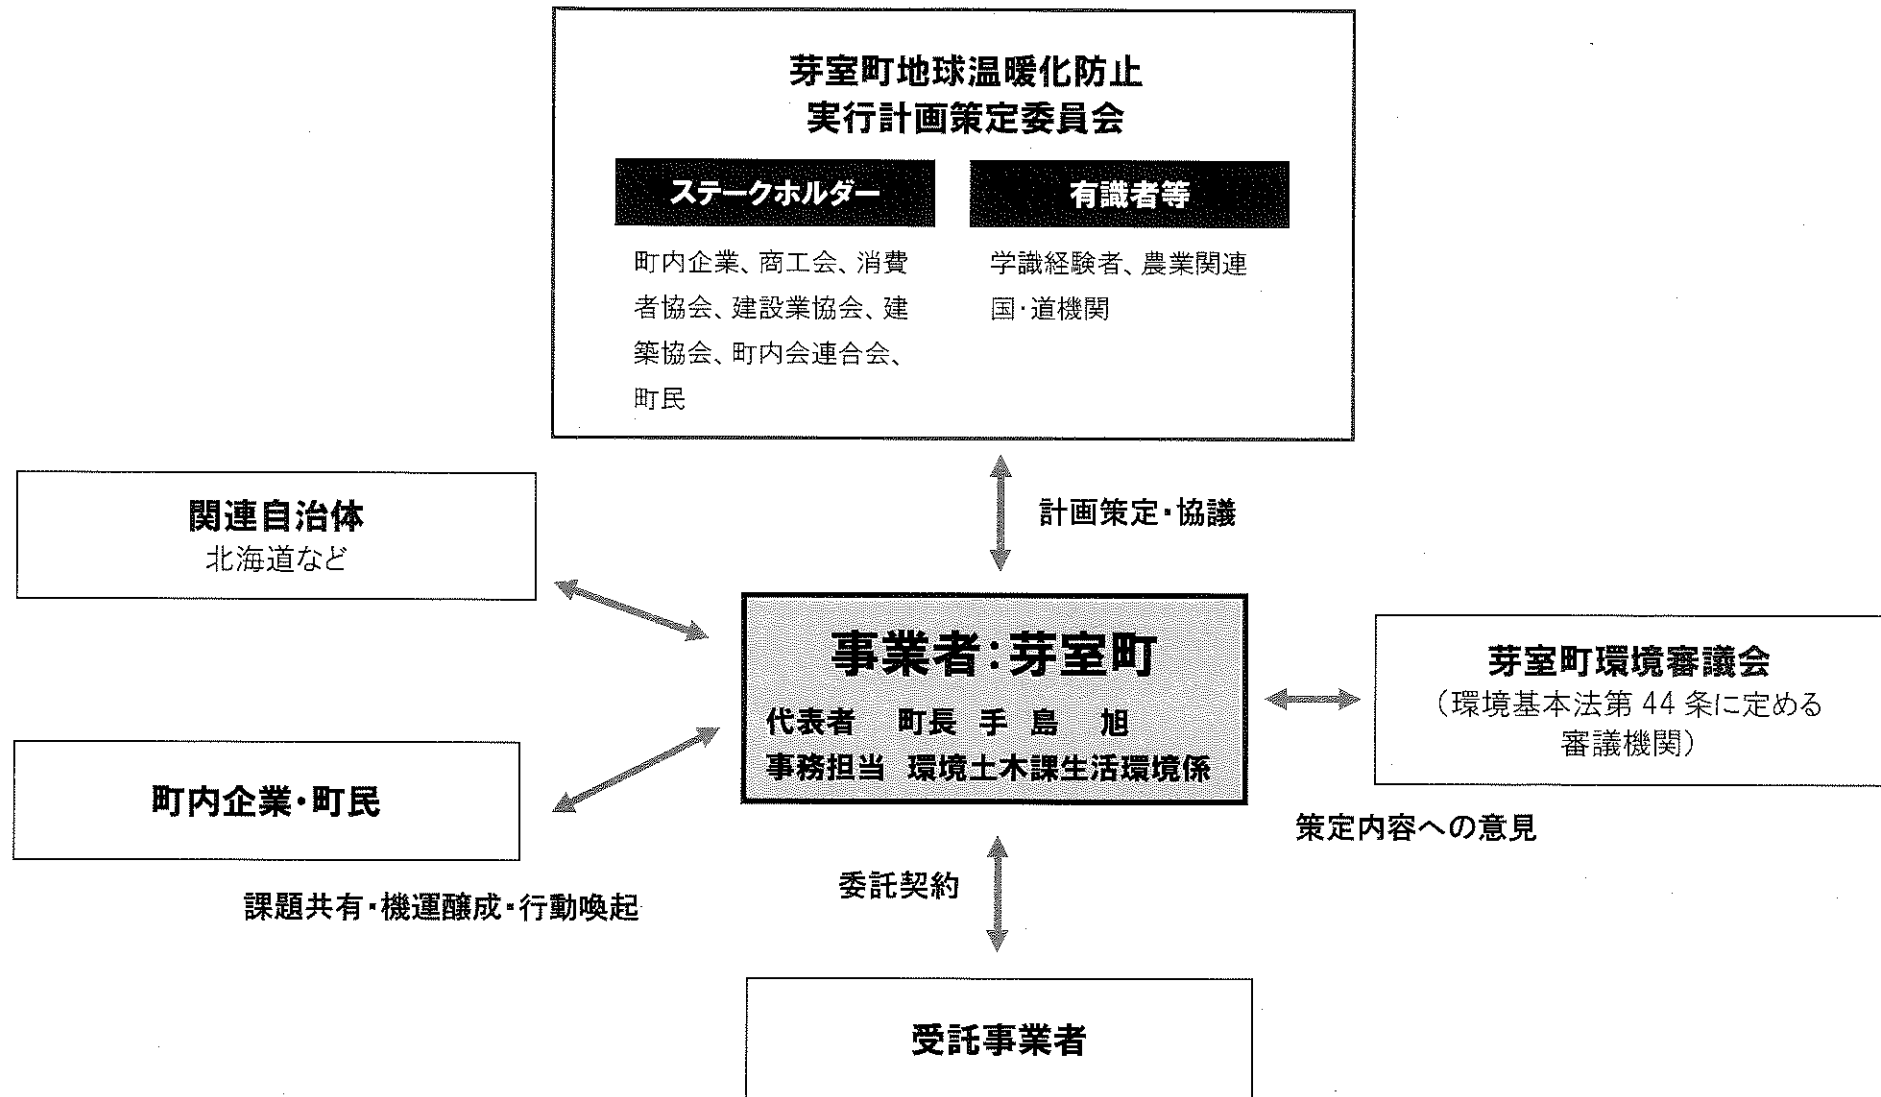 芽室町地球温暖化防止
実行計画策定委員会
ステークホルダー
町内企業、商工会、消費
者協会、建設業協会、建
築協会、町内会連合会、
町民
有識者等
学識経験者、農業関連
国・道機関
計画策定・協議
関連自治体
北海道など
事業者:芽室町
代表者 町長 手 島 旭
事務担当 環境土木課生活環境係
芽室町環境審議会
(環境基本法第 44 条に定める
審議機関)
策定内容への意見
町内企業・町民
課題共有・機運醸成・行動喚起
委託契約
受託事業者